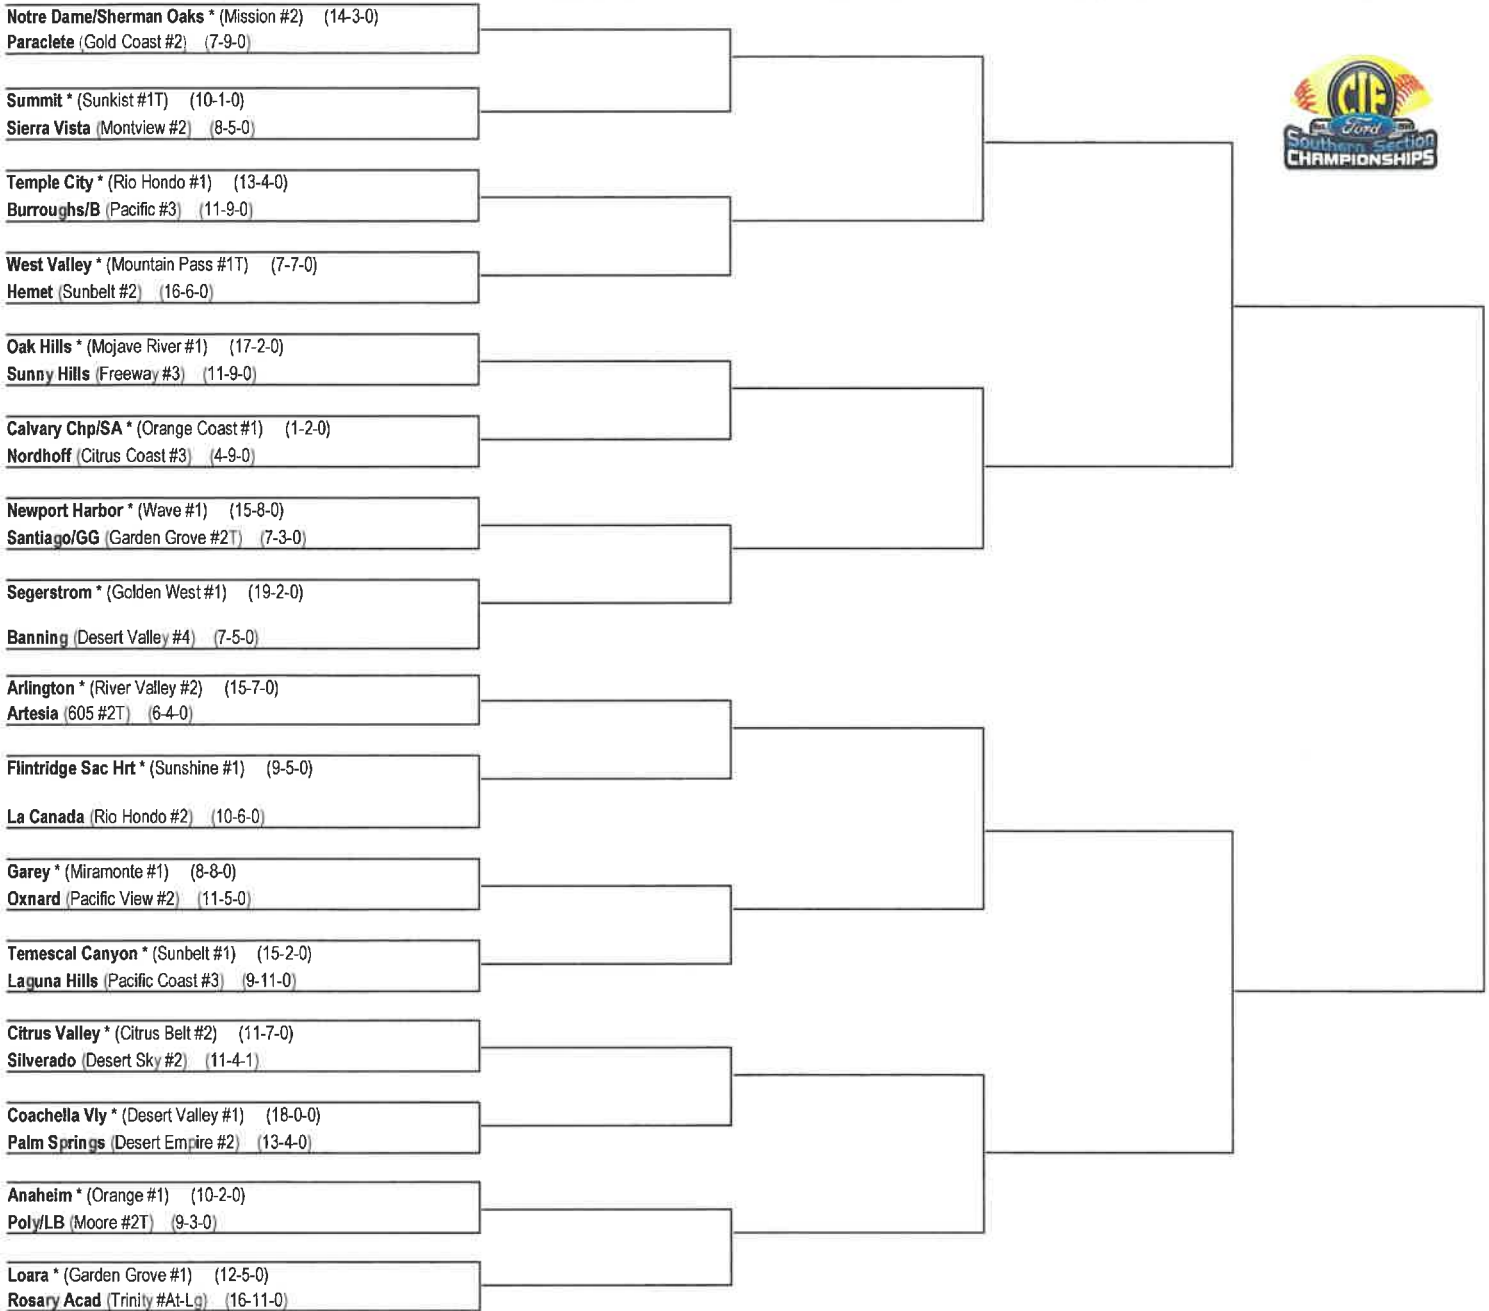 Notre Dame/Sherman Oaks * (Mission #2) (14-3-0)
Paraclete (Gold Coast #2) (7-9-0)
CIF
Ford
Southern Section
CHAMPIONSHIPS
Summit * (Sunkist #1T) (10-1-0)
Sierra Vista (Montview #2) (8-5-0)
Temple City * (Rio Hondo #1) (13-4-0)
Burroughs/B (Pacific #3) (11-9-0)
West Valley * (Mountain Pass #1T) (7-7-0)
Hemet (Sunbelt #2) (16-6-0)
Oak Hills * (Mojave River #1) (17-2-0)
Sunny Hills (Freeway #3) (11-9-0)
Calvary Chp/SA * (Orange Coast #1) (1-2-0)
Nordhoff (Citrus Coast #3) (4-9-0)
Newport Harbor * (Wave #1) (15-8-0)
Santiago/GG (Garden Grove #2T) (7-3-0)
Segerstrom * (Golden West #1) (19-2-0)
Banning (Desert Valley #4) (7-5-0)
Arlington * (River Valley #2) (15-7-0)
Artesia (605 #2T) (6-4-0)
Flintridge Sac Hrt * (Sunshine #1) (9-5-0)
La Canada (Rio Hondo #2) (10-6-0)
Garey * (Miramonte #1) (8-8-0)
Oxnard (Pacific View #2) (11-5-0)
Temescal Canyon * (Sunbelt #1) (15-2-0)
Laguna Hills (Pacific Coast #3) (9-11-0)
Citrus Valley * (Citrus Belt #2) (11-7-0)
Silverado (Desert Sky #2) (11-4-1)
Coachella Vly * (Desert Valley #1) (18-0-0)
Palm Springs (Desert Empire #2) (13-4-0)
Anaheim * (Orange #1) (10-2-0)
Poly/LB (Moore #2T) (9-3-0)
Loara * (Garden Grove #1) (12-5-0)
Rosary Acad (Trinity #At-Lg) (16-11-0)